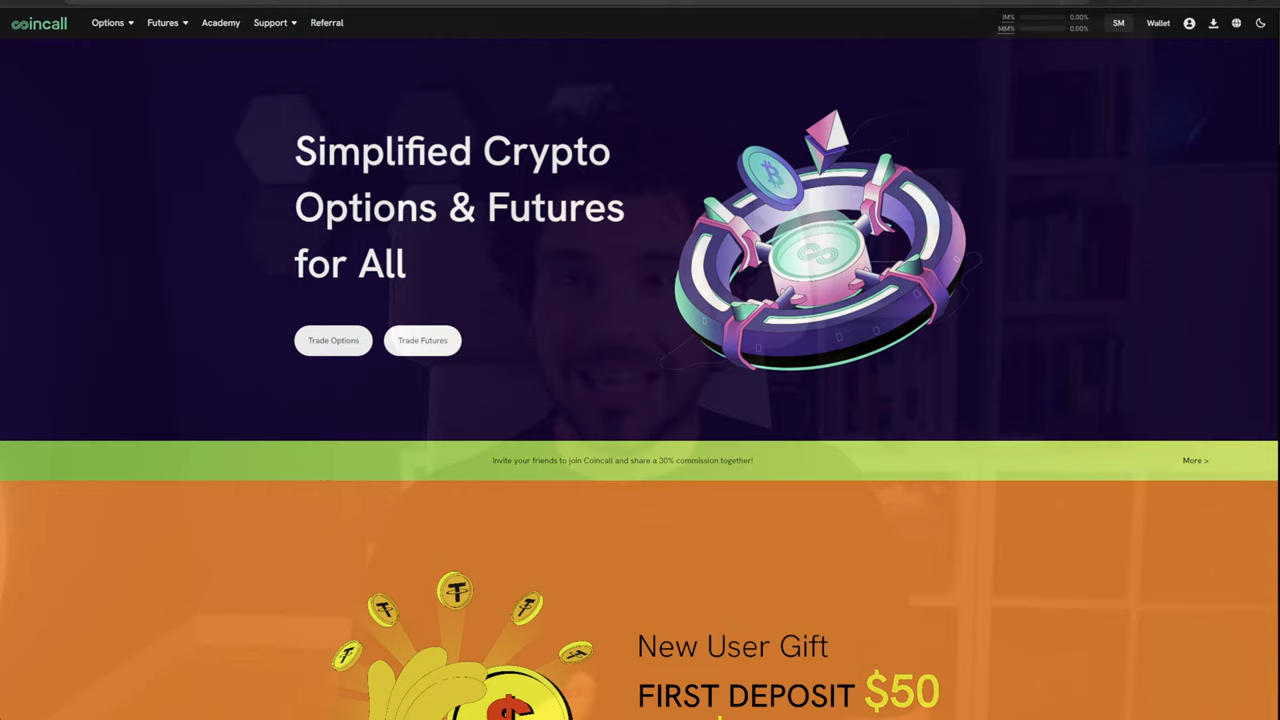 coincall
Options Futures Academy Support Referral
IM% 0.00%
MM% 0.00%
SM Wallet
Simplified Crypto
Options & Futures
for All
Trade Options Trade Futures
Invite your friends to join Coincall and share a 30% commission together!
More >
New User Gift
FIRST DEPOSIT $50